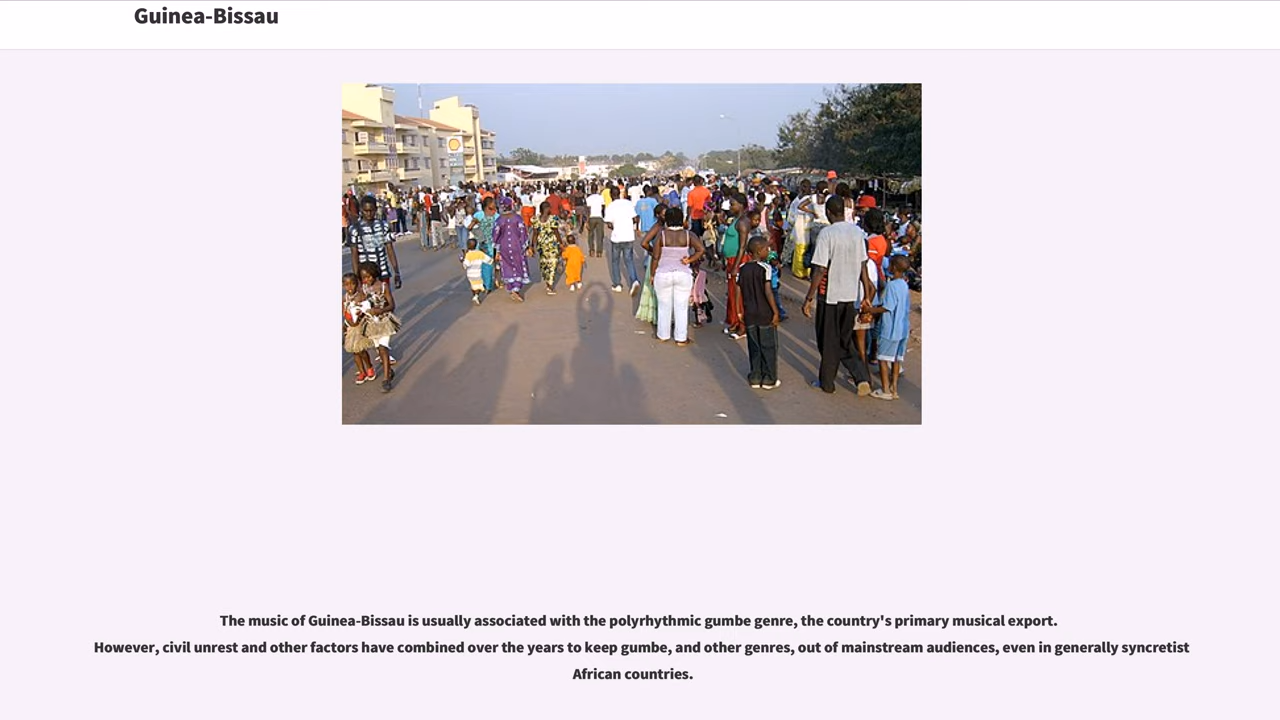 Guinea-Bissau
The music of Guinea-Bissau is usually associated with the polyrhythmic gumbe genre, the country's primary musical export.
However, civil unrest and other factors have combined over the years to keep gumbe, and other genres, out of mainstream audiences, even in generally syncretist
African countries.